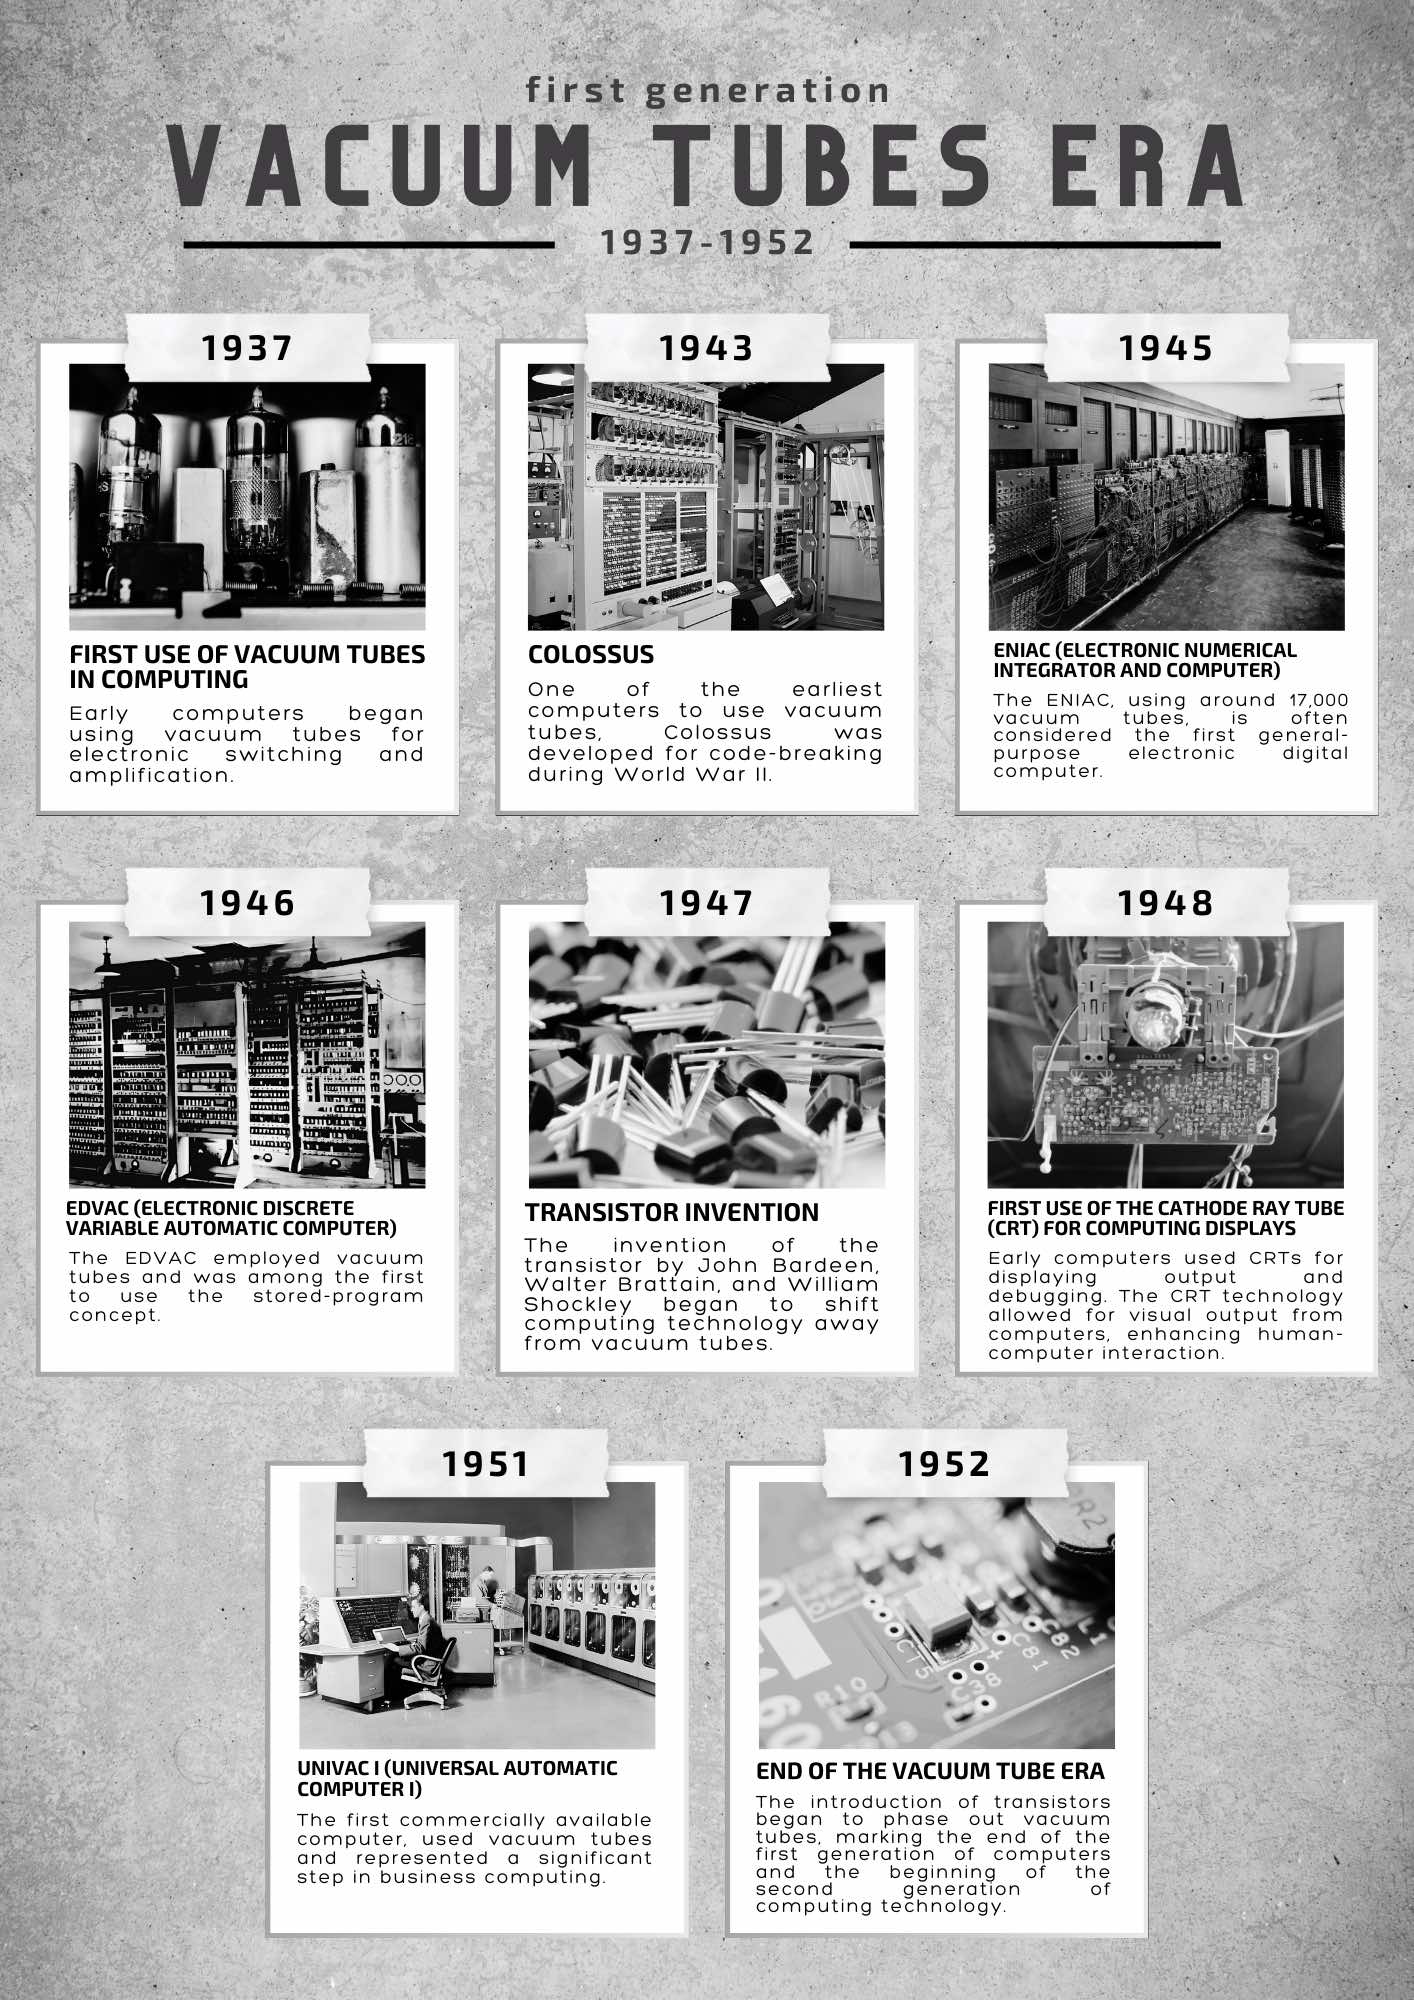 first generation
VACUUM TUBES ERA
1937-1952
1937
FIRST USE OF VACUUM TUBES
IN COMPUTING
Early computers began
using vacuum tubes for
electronic switching and
amplification.
1943
COLOSSUS
One of the earliest
computers to use vacuum
tubes, Colossus was
developed for code-breaking
during World War II.
1945
ENIAC (ELECTRONIC NUMERICAL
INTEGRATOR AND COMPUTER)
The ENIAC, using around 17,000
vacuum tubes, is often
considered the first general-
purpose electronic digital
computer.
1946
EDVAC (ELECTRONIC DISCRETE
VARIABLE AUTOMATIC COMPUTER)
The EDVAC employed vacuum
tubes and was among the first
to use the stored-program
concept.
1947
TRANSISTOR INVENTION
The invention of the
transistor by John Bardeen,
Walter Brattain, and William
Shockley began to shift
computing technology away
from vacuum tubes.
1948
FIRST USE OF THE CATHODE RAY TUBE
(CRT) FOR COMPUTING DISPLAYS
Early computers used CRTs for
displaying output and
debugging. The CRT technology
allowed for visual output from
computers, enhancing human-
computer interaction.
1951
UNIVAC I (UNIVERSAL AUTOMATIC
COMPUTER I)
The first commercially available
computer, used vacuum tubes
and represented a significant
step in business computing.
1952
R2
CT5
C38
C81
C82
L1
R10
60
END OF THE VACUUM TUBE ERA
The introduction of transistors
began to phase out vacuum
tubes, marking the end of the
first generation of computers
and the beginning of the
second generation of
computing technology.